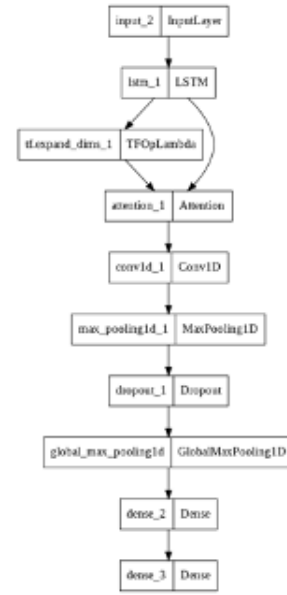 input_2 InputLayer
lstm_1 LSTM
tf.expand_dims_1 TFOpLambda
attention_1 Attention
conv1d_1 Conv1D
max_pooling1d_1 MaxPooling1D
dropout_1 Dropout
global_max_pooling1d GlobalMaxPooling1D
dense_2 Dense
dense_3 Dense